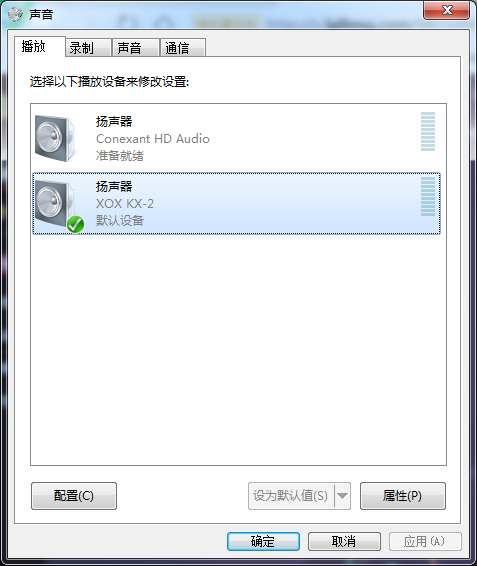 声音
播放 录制 声音 通信
选择以下播放设备来修改设置:
扬声器
Conexant HD Audio
准备就绪
扬声器
XOX KX-2
默认设备
配置(C) 设为默认值(S) 属性(P)
确定 取消 应用(A)